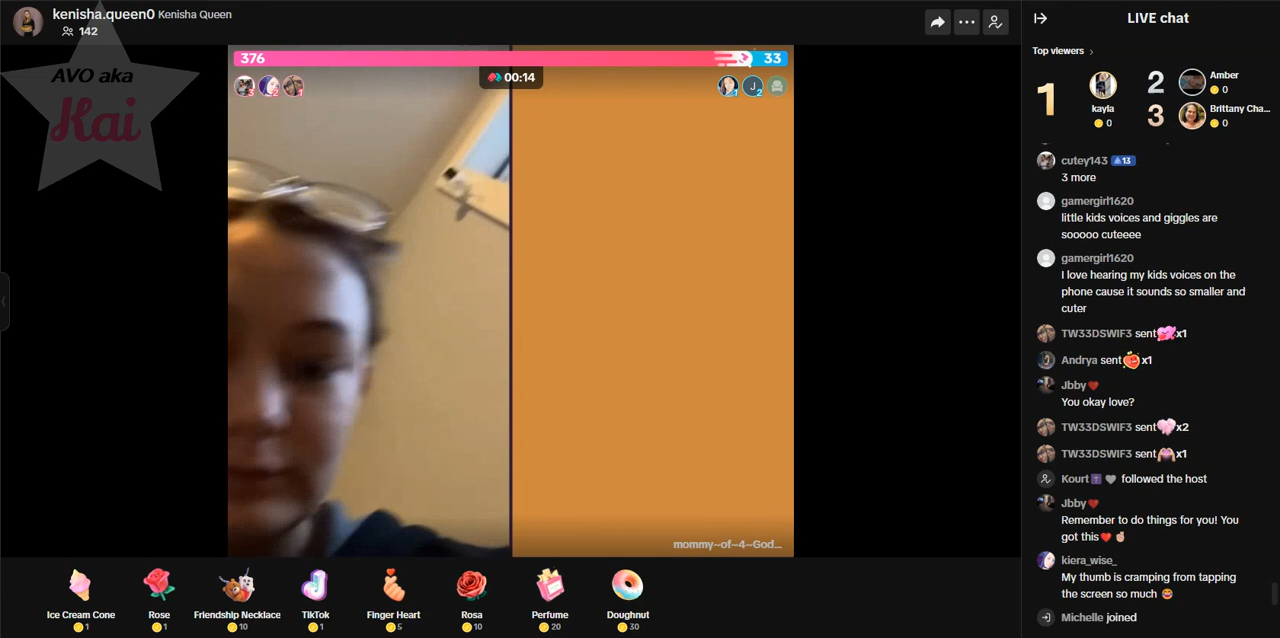 kenisha.queen0 Kenisha Queen
142
AVO aka
Kai
376
33
00:14
3
2
1
1
J
2
mommy~of~4~God...
Ice Cream Cone
1
Rose
1
Friendship Necklace
10
TikTok
1
Finger Heart
5
Rosa
10
Perfume
20
Doughnut
30
LIVE chat
Top viewers
1
kayla
0
2
Amber
0
3
Brittany Cha...
0
cutey143 13
3 more
gamergirl1620
little kids voices and giggles are
sooooo cuteeee
gamergirl1620
I love hearing my kids voices on the
phone cause it sounds so smaller and
cuter
TW33DSWIF3 sent x1
Andrya sent x1
Jbby
You okay love?
TW33DSWIF3 sent x2
TW33DSWIF3 sent x1
Kourt followed the host
Jbby
Remember to do things for you! You
got this
kiera_wise_
My thumb is cramping from tapping
the screen so much
Michelle joined